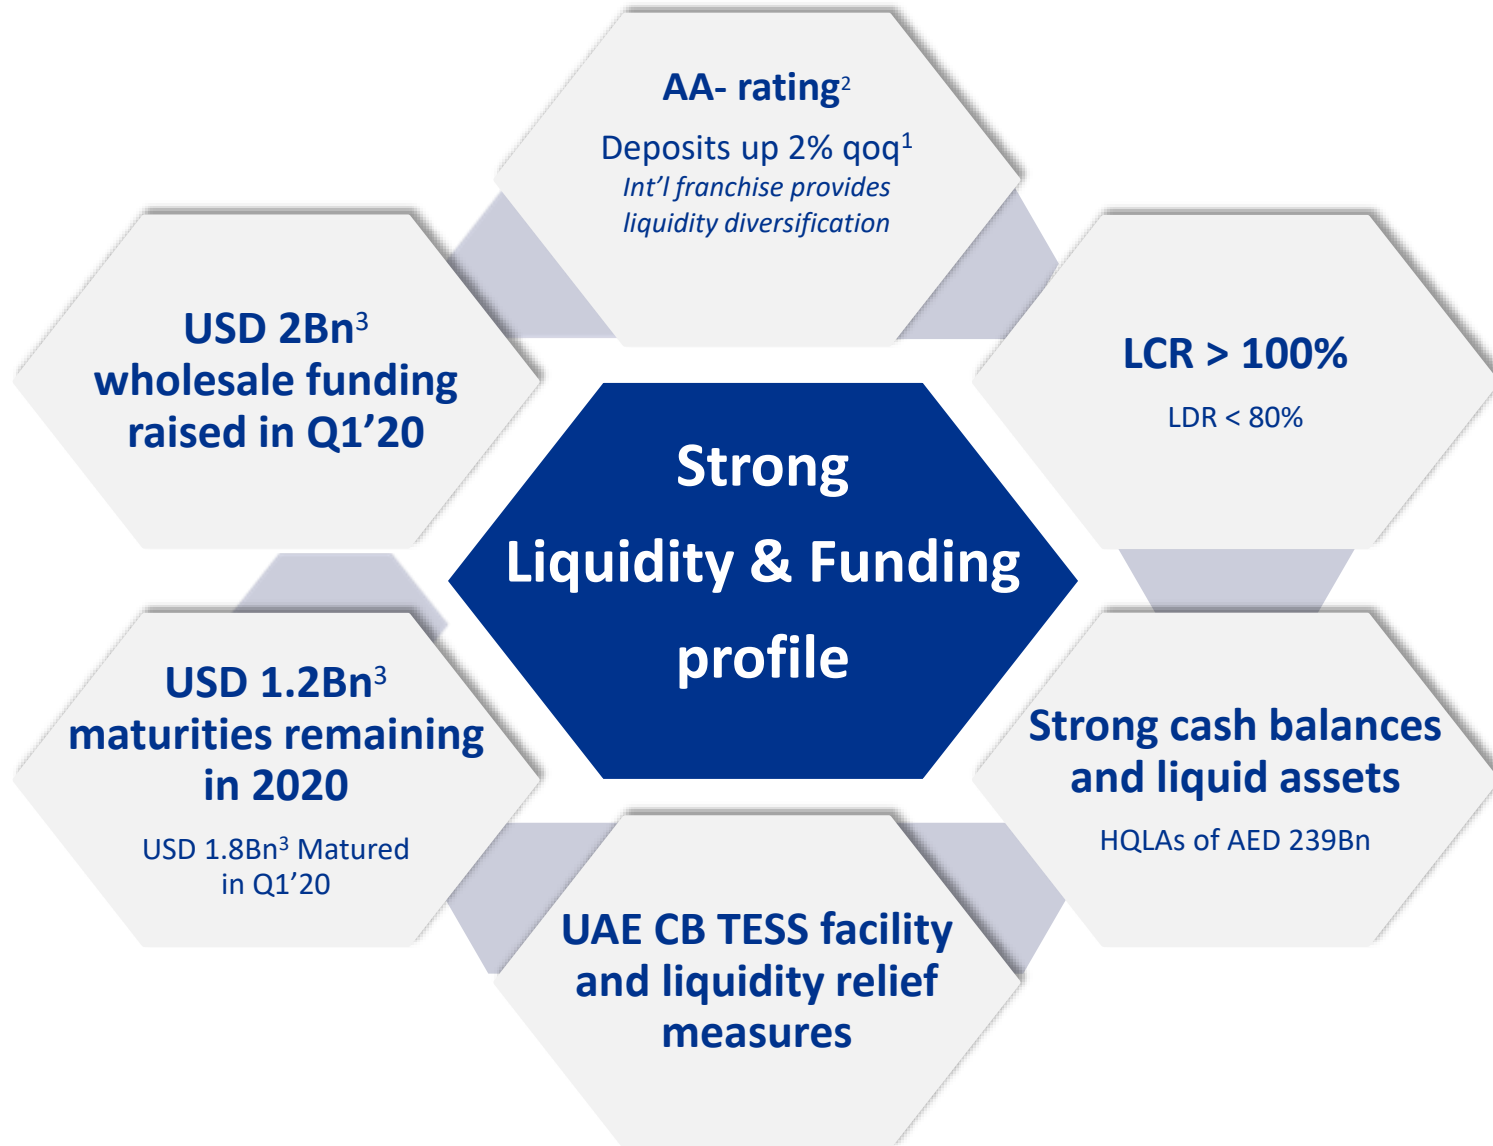 AA- rating²
Deposits up 2% qoq¹
Int’l franchise provides
liquidity diversification
USD 2Bn³
wholesale funding
raised in Q1’20
LCR > 100%
LDR < 80%
Strong
Liquidity & Funding
profile
USD 1.2Bn³
maturities remaining
in 2020
USD 1.8Bn³ Matured
in Q1’20
Strong cash balances
and liquid assets
HQLAs of AED 239Bn
UAE CB TESS facility
and liquidity relief
measures